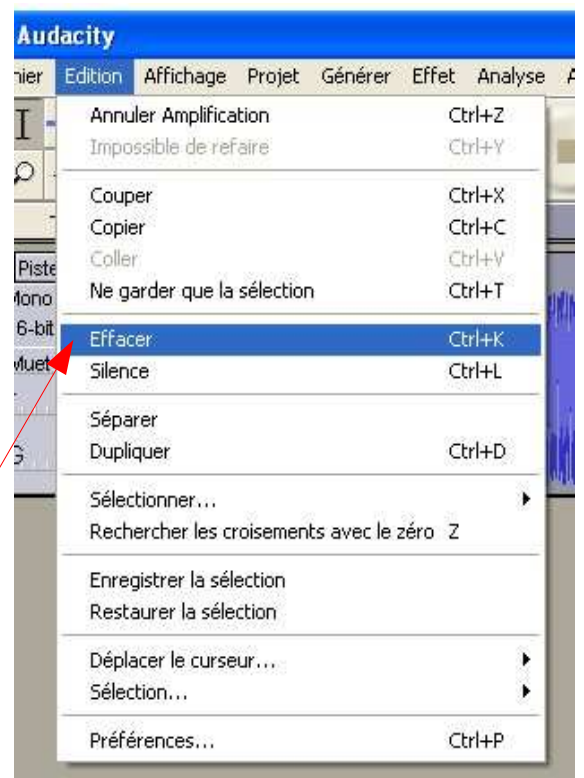 Audacity
nier Edition Affichage Projet Générer Effet Analyse A
Annuler Amplification Ctrl+Z
Impossible de refaire Ctrl+Y
Couper Ctrl+X
Copier Ctrl+C
Coller Ctrl+V
Piste
Ne garder que la sélection Ctrl+T
Mono
6-bit
Effacer Ctrl+K
Muet
Silence Ctrl+L
Séparer
G
Dupliquer Ctrl+D
Sélectionner...
Rechercher les croisements avec le zéro Z
Enregistrer la sélection
Restaurer la sélection
Déplacer le curseur...
Sélection...
Préférences... Ctrl+P